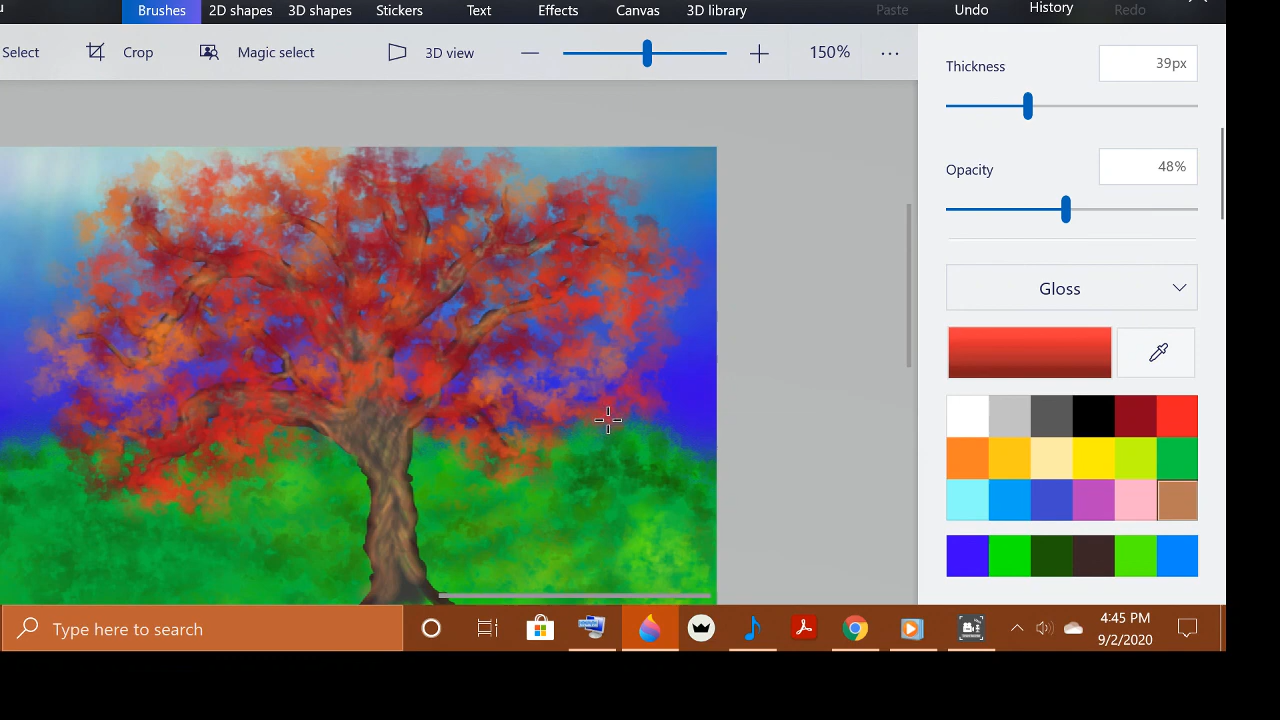 Brushes 2D shapes 3D shapes Stickers Text Effects Canvas 3D library Paste Undo History Redo
Select Crop Magic select 3D view 150%
Thickness 39px
Opacity 48%
Gloss
Type here to search
4:45 PM
9/2/2020